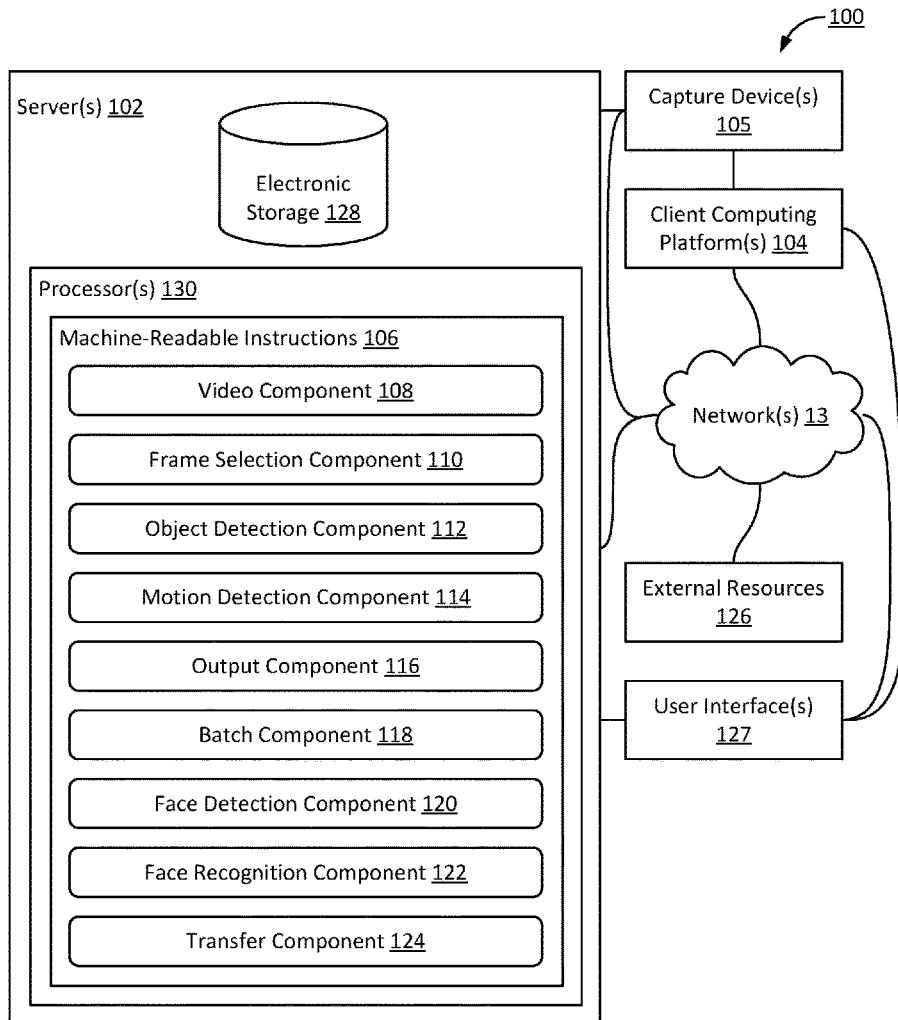 100
Server(s) 102
Electronic
Storage 128
Processor(s) 130
Machine-Readable Instructions 106
Video Component 108
Frame Selection Component 110
Object Detection Component 112
Motion Detection Component 114
Output Component 116
Batch Component 118
Face Detection Component 120
Face Recognition Component 122
Transfer Component 124
Capture Device(s)
105
Client Computing
Platform(s) 104
Network(s) 13
External Resources
126
User Interface(s)
127